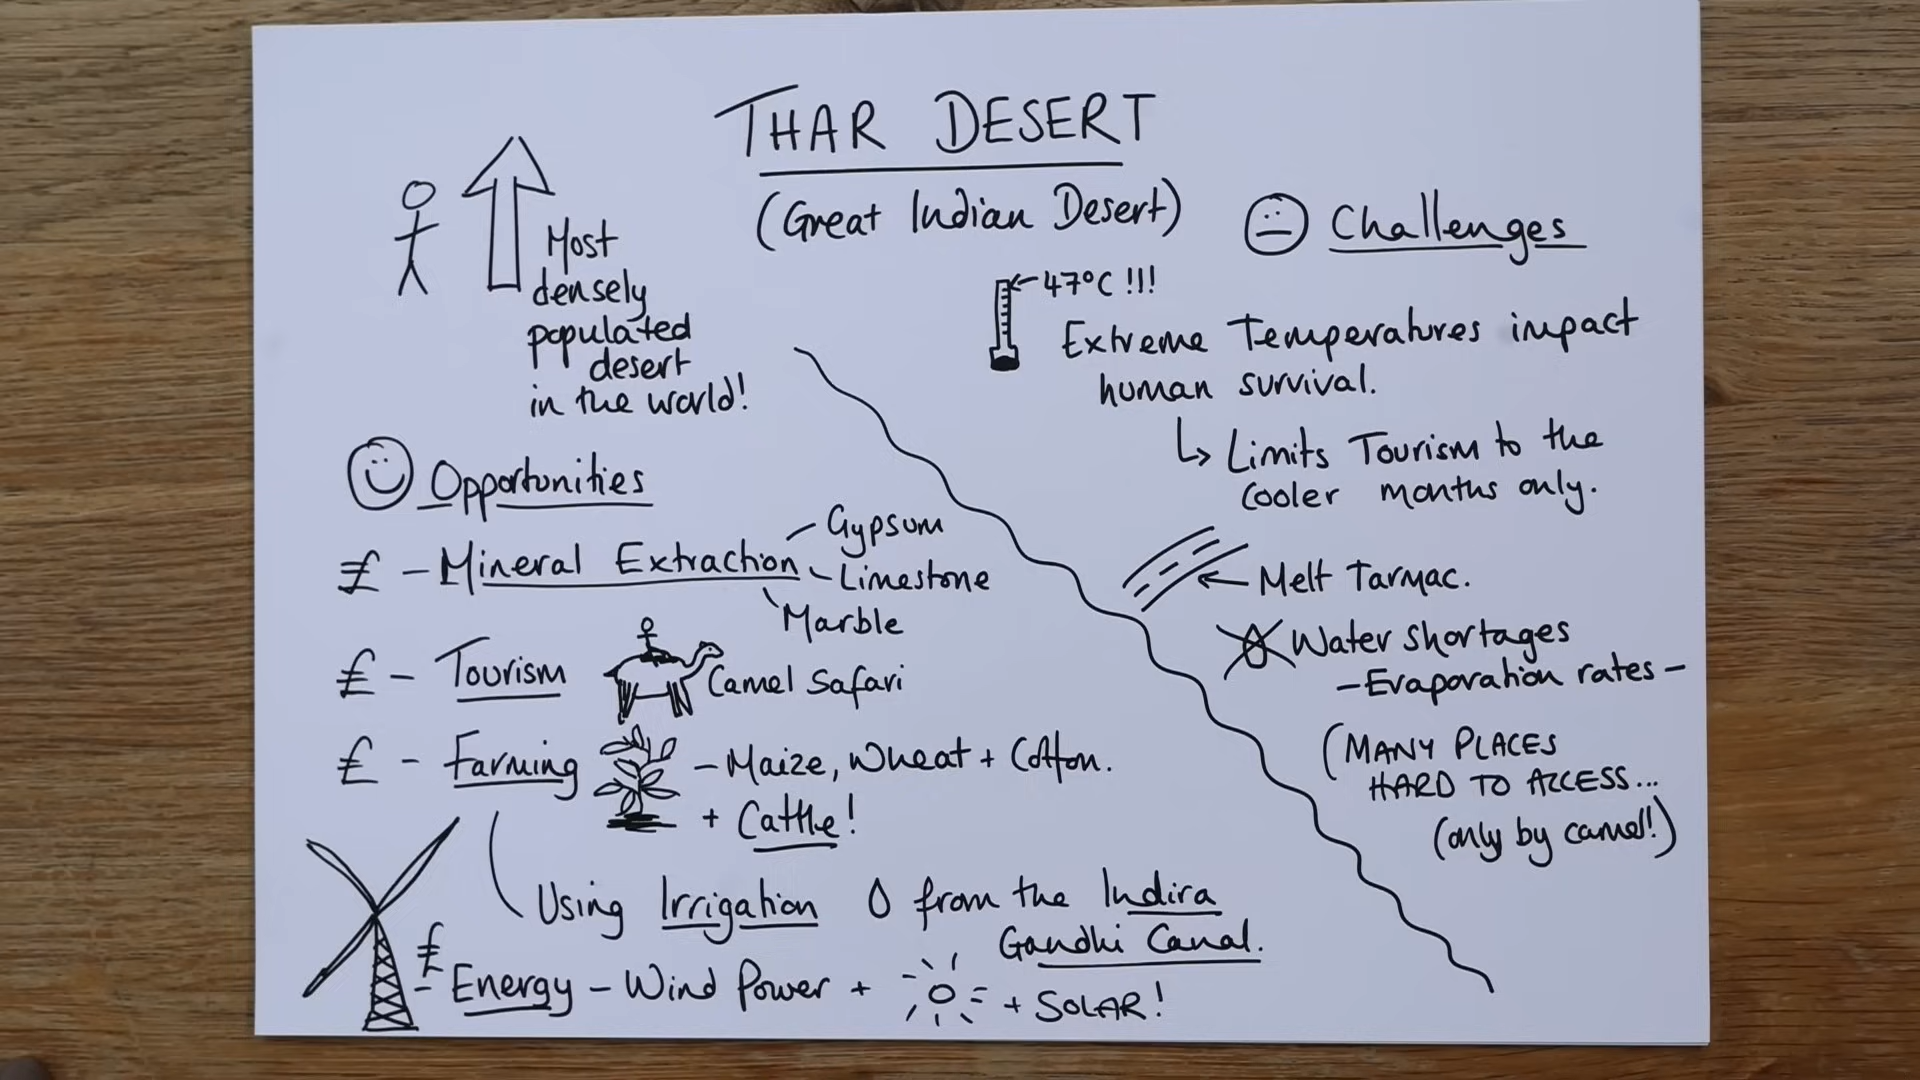 THAR DESERT
(Great Indian Desert)
Most
densely
populated
desert
in the world!
Opportunities
£ - Mineral Extraction
Gypsum
Limestone
Marble
£ - Tourism
Camel Safari
£ - Farming
- Maize, Wheat + Cotton.
+ Cattle!
Using Irrigation from the Indira
Gandhi Canal.
£
- Energy - Wind Power + + SOLAR!
Challenges
47°C !!!
Extreme Temperatures impact
human survival.
↳ Limits Tourism to the
cooler months only.
Melt Tarmac.
Water shortages
- Evaporation rates -
(MANY PLACES
HARD TO ACCESS...
(only by camel!)